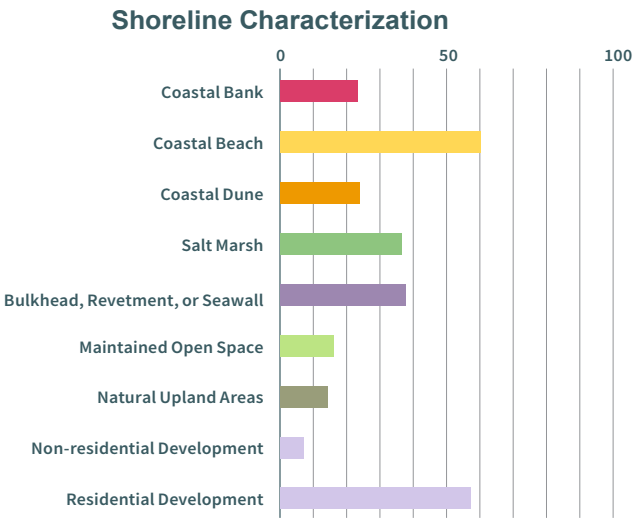 Shoreline Characterization
0 50 100
Coastal Bank
Coastal Beach
Coastal Dune
Salt Marsh
Bulkhead, Revetment, or Seawall
Maintained Open Space
Natural Upland Areas
Non-residential Development
Residential Development